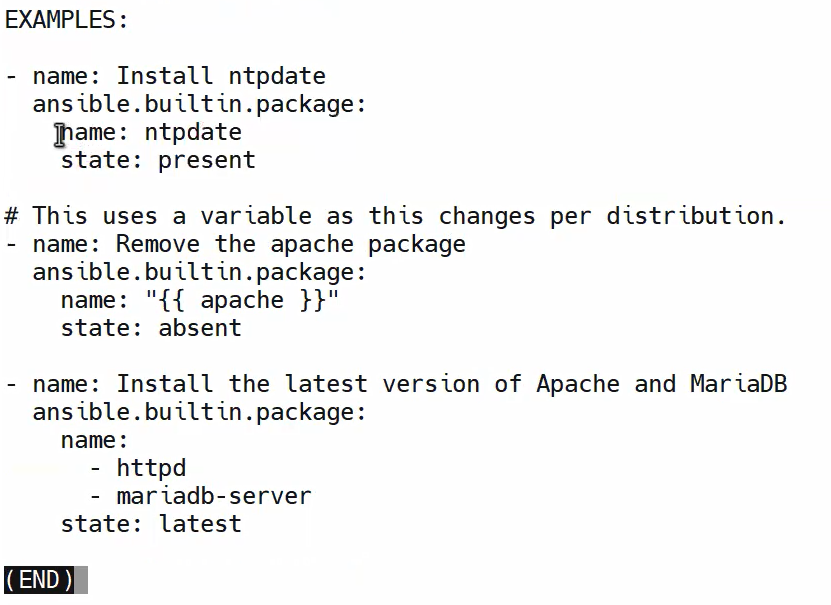 EXAMPLES:

- name: Install ntpdate
  ansible.builtin.package:
    name: ntpdate
    state: present

# This uses a variable as this changes per distribution.
- name: Remove the apache package
  ansible.builtin.package:
    name: "{{ apache }}"
    state: absent

- name: Install the latest version of Apache and MariaDB
  ansible.builtin.package:
    name:
      - httpd
      - mariadb-server
    state: latest

(END)